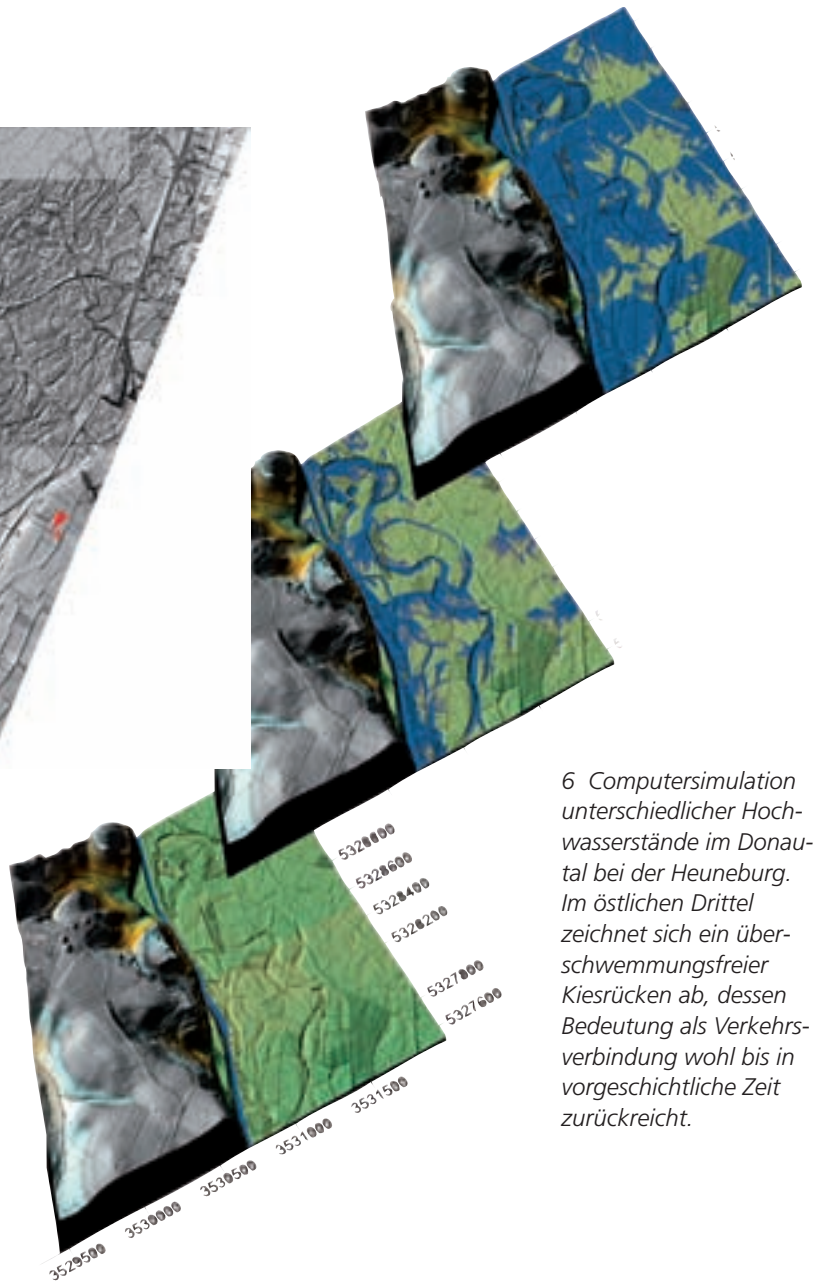 6 Computersimulation
unterschiedlicher Hoch-
wasserstände im Donau-
tal bei der Heuneburg.
Im östlichen Drittel
zeichnet sich ein über-
schwemmungsfreier
Kiesrücken ab, dessen
Bedeutung als Verkehrs-
verbindung wohl bis in
vorgeschichtliche Zeit
zurückreicht.
5328800
5328600
5328400
5328200
5327800
5327600
3531500
3531000
3530500
3530000
3529500